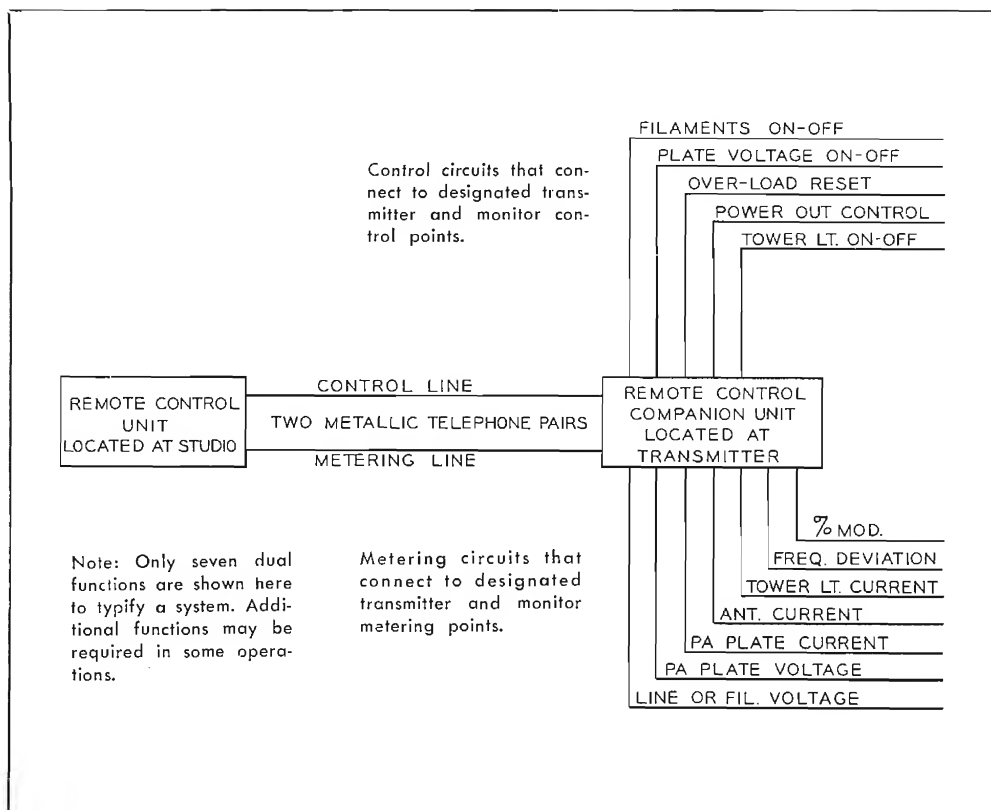 FILAMENTS ON-OFF
PLATE VOLTAGE ON-OFF
OVER-LOAD RESET
POWER OUT CONTROL
TOWER LT. ON-OFF
Control circuits that con-
nect to designated trans-
mitter and monitor con-
trol points.
REMOTE CONTROL
UNIT
LOCATED AT STUDIO
CONTROL LINE
TWO METALLIC TELEPHONE PAIRS
METERING LINE
REMOTE CONTROL
COMPANION UNIT
LOCATED AT
TRANSMITTER
Note: Only seven dual
functions are shown here
to typify a system. Addi-
tional functions may be
required in some opera-
tions.
Metering circuits that
connect to designated
transmitter and monitor
metering points.
% MOD.
FREQ. DEVIATION
TOWER LT. CURRENT
ANT. CURRENT
PA PLATE CURRENT
PA PLATE VOLTAGE
LINE OR FIL. VOLTAGE